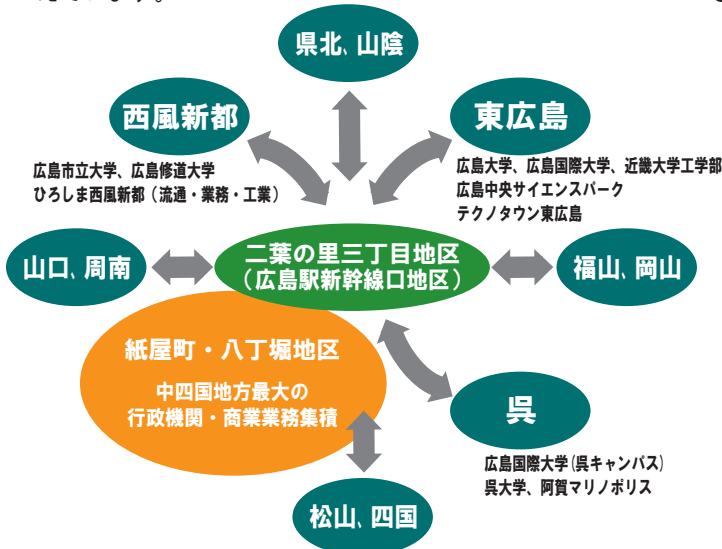 県北、山陰
西風新都
広島市立大学、広島修道大学
ひろしま西風新都（流通・業務・工業）
東広島
広島大学、広島国際大学、近畿大学工学部
広島中央サイエンスパーク
テクノタウン東広島
山口、周南
二葉の里三丁目地区
（広島駅新幹線口地区）
福山、岡山
紙屋町・八丁堀地区
中四国地方最大の
行政機関・商業業務集積
呉
広島国際大学（呉キャンパス）
呉大学、阿賀マリノポリス
松山、四国